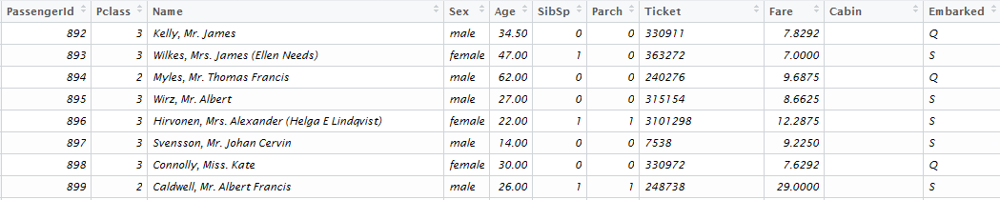 PassengerId Pclass Name Sex Age SibSp Parch Ticket Fare Cabin Embarked
892 3 Kelly, Mr. James male 34.50 0 0 330911 7.8292 Q
893 3 Wilkes, Mrs. James (Ellen Needs) female 47.00 1 0 363272 7.0000 S
894 2 Myles, Mr. Thomas Francis male 62.00 0 0 240276 9.6875 Q
895 3 Wirz, Mr. Albert male 27.00 0 0 315154 8.6625 S
896 3 Hirvonen, Mrs. Alexander (Helga E Lindqvist) female 22.00 1 1 3101298 12.2875 S
897 3 Svensson, Mr. Johan Cervin male 14.00 0 0 7538 9.2250 S
898 3 Connolly, Miss. Kate female 30.00 0 0 330972 7.6292 Q
899 2 Caldwell, Mr. Albert Francis male 26.00 1 1 248738 29.0000 S